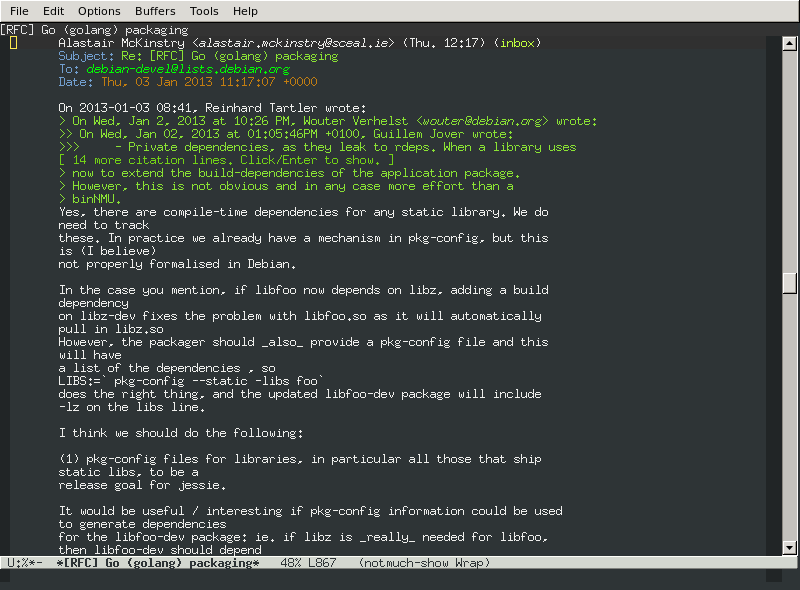 File Edit Options Buffers Tools Help
[RFC] Go (golang) packaging
Alastair McKinstry <alastair.mckinstry@sceal.ie> (Thu. 12:17) (inbox)
Subject: Re: [RFC] Go (golang) packaging
To: debian-devel@lists.debian.org
Date: Thu, 03 Jan 2013 11:17:07 +0000
On 2013-01-03 08:41, Reinhard Tartler wrote:
> On Wed, Jan 2, 2013 at 10:26 PM, Wouter Verhelst <wouter@debian.org> wrote:
>> On Wed, Jan 02, 2013 at 01:05:46PM +0100, Guillem Jover wrote:
>>>     - Private dependencies, as they leak to rdeps. When a library uses
[ 14 more citation lines. Click/Enter to show. ]
> now to extend the build-dependencies of the application package.
> However, this is not obvious and in any case more effort than a
> binNMU.
Yes, there are compile-time dependencies for any static library. We do
need to track
these. In practice we already have a mechanism in pkg-config, but this
is (I believe)
not properly formalised in Debian.
In the case you mention, if libfoo now depends on libz, adding a build
dependency
on libz-dev fixes the problem with libfoo.so as it will automatically
pull in libz.so
However, the packager should _also_ provide a pkg-config file and this
will have
a list of the dependencies , so
LIBS:=` pkg-config --static -libs foo`
does the right thing, and the updated libfoo-dev package will include
-lz on the libs line.
I think we should do the following:
(1) pkg-config files for libraries, in particular all those that ship
static libs, to be a
release goal for jessie.
It would be useful / interesting if pkg-config information could be used
to generate dependencies
for the libfoo-dev package: ie. if libz is _really_ needed for libfoo,
then libfoo-dev should depend
U:%*-  *[RFC] Go (golang) packaging*   48% L867   (notmuch-show Wrap)